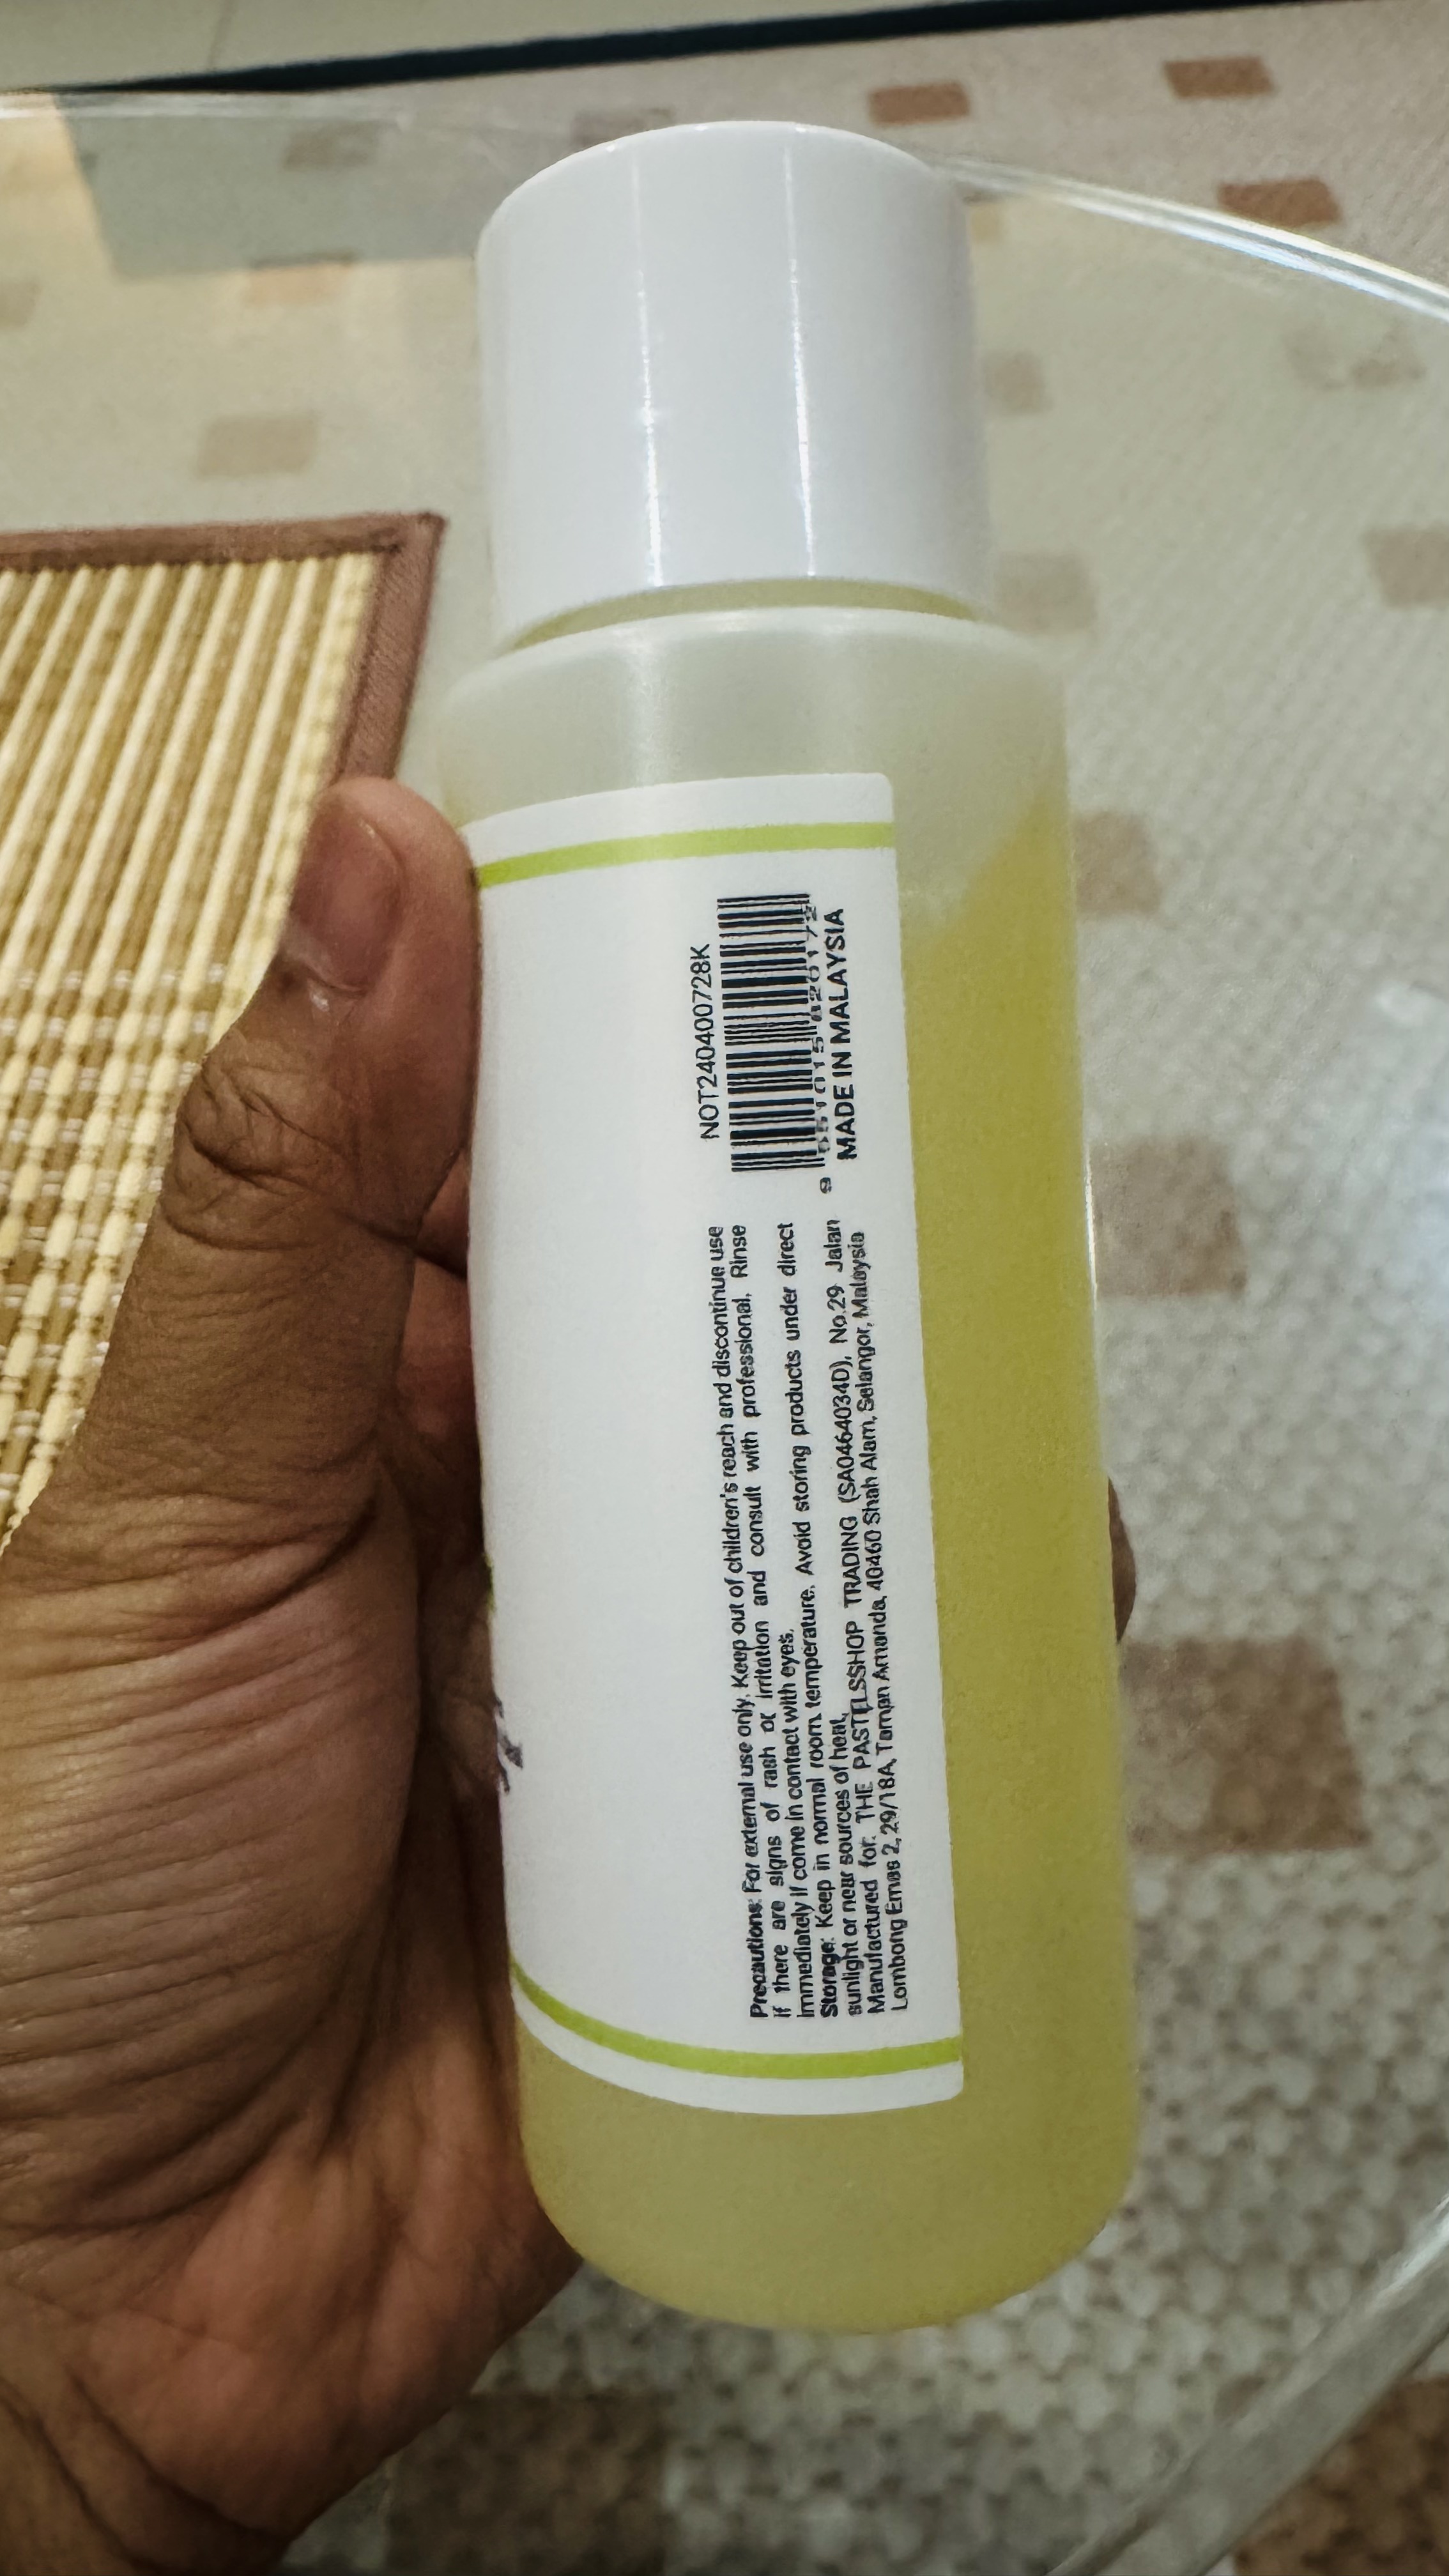 Precautions: For external use only. Keep out of children's reach and discontinue use
if there are signs of rash or irritation and consult with professional. Rinse
immediately if come in contact with eyes.
Storage: Keep in normal room temperature. Avoid storing products under direct
sunlight or near sources of heat.
Manufactured for: THE PASTELSSHOP TRADING (SA0464034D), No.29 Jalan
Lombong Emas 2, 29/18A, Taman Amanda, 40460 Shah Alam, Selangor, Malaysia
NOT240400728K
MADE IN MALAYSIA